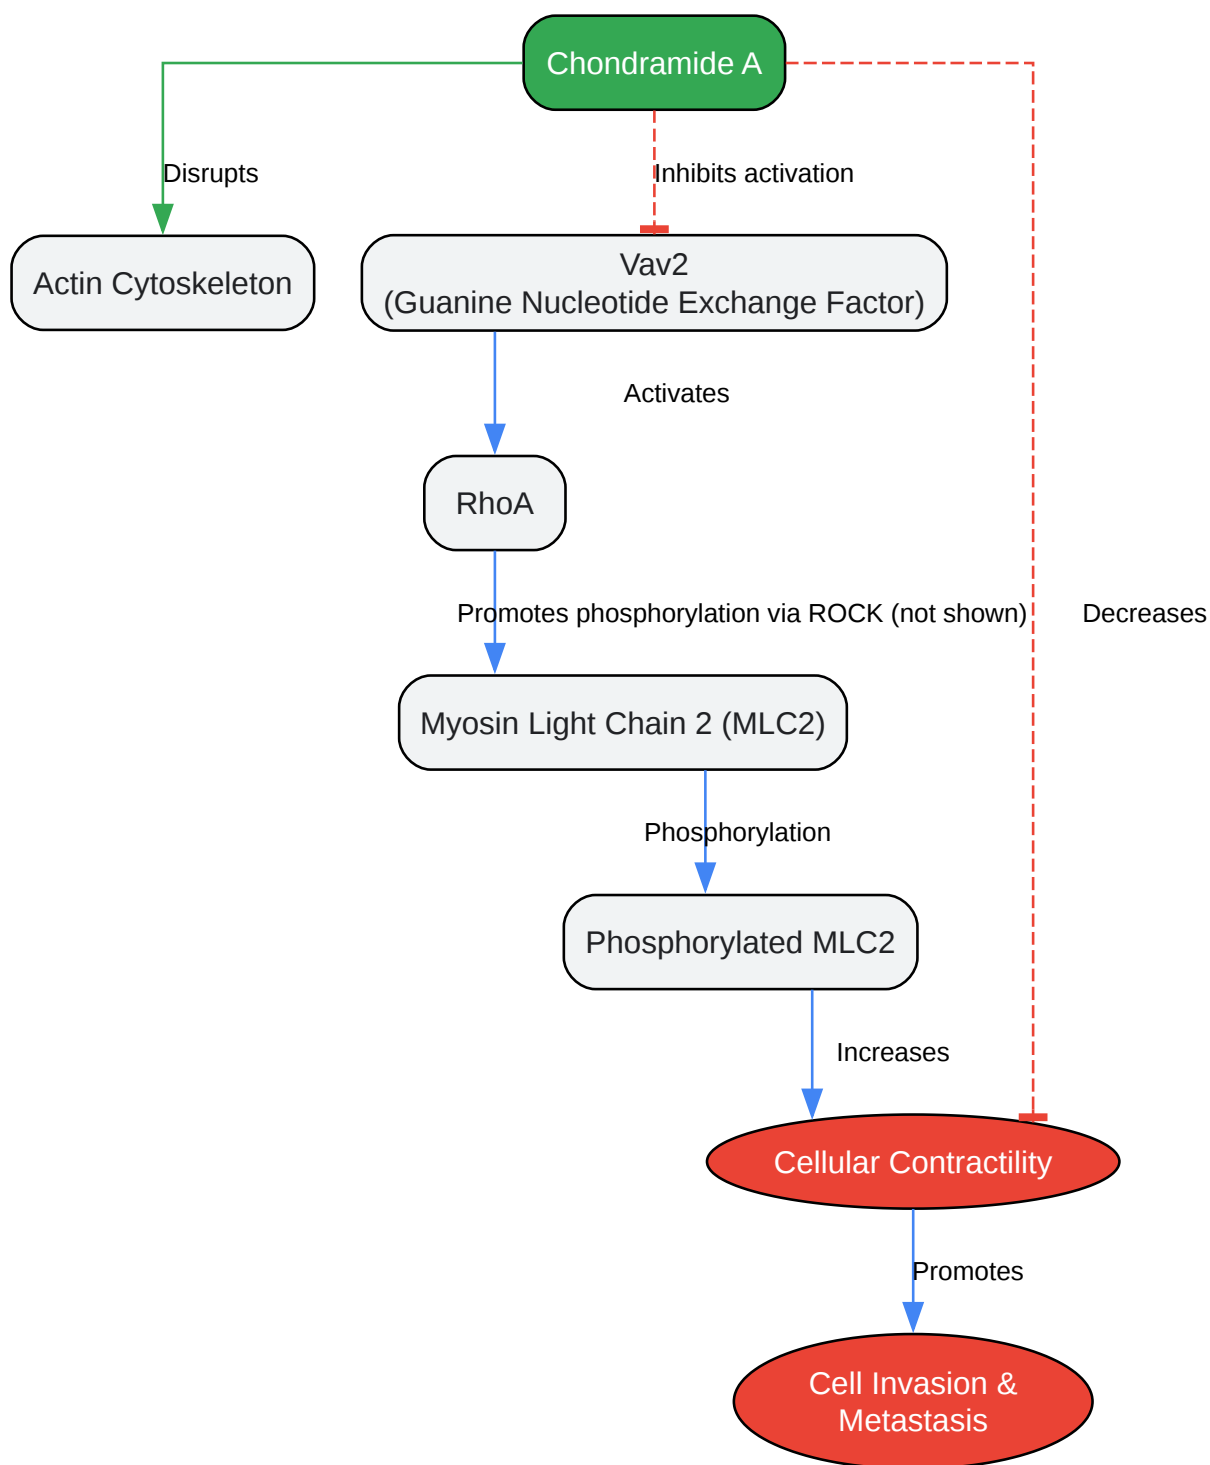 Chondramide A
Disrupts
Inhibits activation
Actin Cytoskeleton
Vav2
(Guanine Nucleotide Exchange Factor)
Activates
RhoA
Promotes phosphorylation via ROCK (not shown)
Decreases
Myosin Light Chain 2 (MLC2)
Phosphorylation
Phosphorylated MLC2
Increases
Cellular Contractility
Promotes
Cell Invasion &
Metastasis